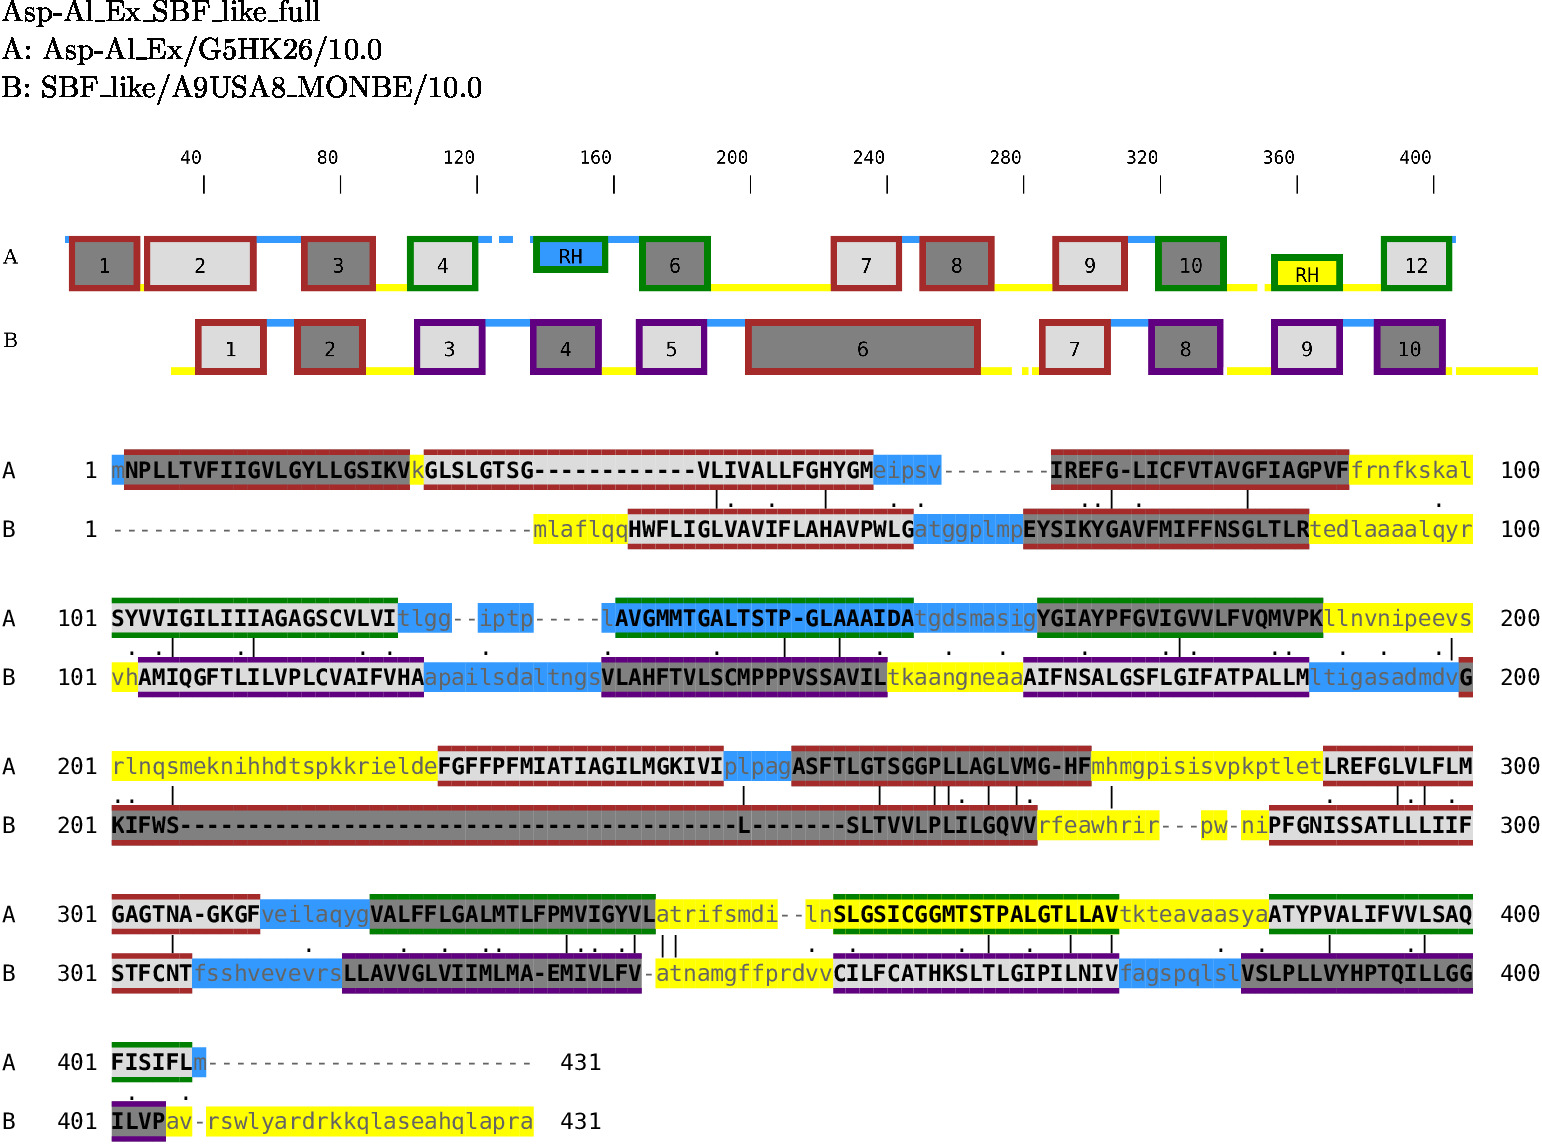 Asp-Al_Ex_SBF_like_full
A: Asp-Al_Ex/G5HK26/10.0
B: SBF_like/A9USA8_MONBE/10.0
40 80 120 160 200 240 280 320 360 400
A 1 2 3 4 RH 6 7 8 9 10 RH 12
B 1 2 3 4 5 6 7 8 9 10
A 1 mNPLLTVFIIGVLGYLLGSIKVkGLSLGTSG------------VLIVALLFGHYGMeipsv--------IREFG-LICFVTAVGFIAGPVFfrnfkskal 100
B 1 -------------------------------mlaflqqHWFLIGLVAVIFLAHAVPWLGatggplmpEYSIKYGAVFMIFFNSGLTLRtedlaaaalqyr 100
A 101 SYVVIGILIIIAGAGSCVLVItlgg--iptp-----lAVGMMTGALTSTP-GLAAAIDAtgdsmasigYGIAYPFGVIGVVLFVQMVPKllnvnipeevs 200
B 101 vhAMIQGFTLILVPLCVAIFVHAapailsdaltngsVLAHFTVLSCMPPPVSSAVILtkaangneaaAIFNSALGSFLGIFATPALLMltigasadmdvG 200
A 201 rlnqsmeknihhdtspkkrieldeFGFFPFMIATIAGILMGKIVIplpagASFTLGTSGGPLLAGLVMG-HFmhmgpisisvpkptletLREFGLVLFLM 300
B 201 KIFWS-----------------------------------------L-------SLTVVLPLILGQVVrfeawhrir---pw-niPFGNISSATLLLIIF 300
A 301 GAGTNA-GKGFveilaqygVALFFLGALMTLFPMVIGYVLatrifsmdi--lnSLGSICGGMTSTPALGTLLAVtkteavaasyaATYPVALIFVVLSAQ 400
B 301 STFCNTfsshvevevrsLLAVVGLVIIMLMA-EMIVLFV-atnamgffprdvvCILFCATHKSLTLGIPILNIVfagspqlslVSLPLLVYHPTQILLGG 400
A 401 FISIFLm------------------------ 431
B 401 ILVPav-rswlyardrkkqlaseahqlapra 431